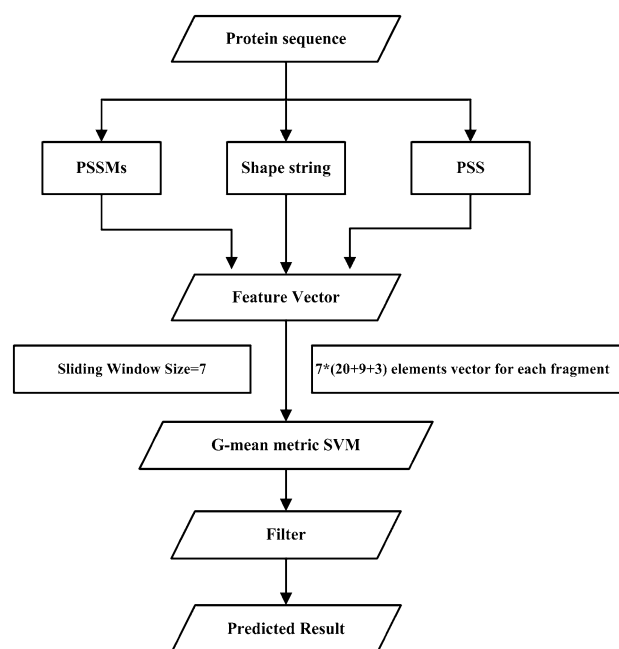 Protein sequence
PSSMs
Shape string
PSS
Feature Vector
Sliding Window Size=7
7*(20+9+3) elements vector for each fragment
G-mean metric SVM
Filter
Predicted Result